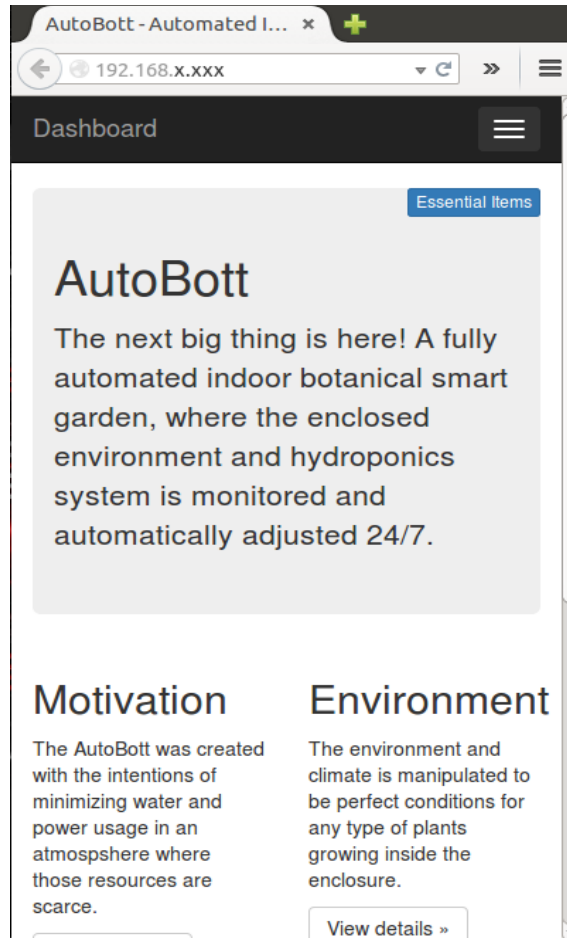 AutoBott - Automated I...
192.168.x.xxx
Dashboard
Essential Items
AutoBott
The next big thing is here! A fully
automated indoor botanical smart
garden, where the enclosed
environment and hydroponics
system is monitored and
automatically adjusted 24/7.
Motivation
The AutoBott was created
with the intentions of
minimizing water and
power usage in an
atmospshere where
those resources are
scarce.
Environment
The environment and
climate is manipulated to
be perfect conditions for
any type of plants
growing inside the
enclosure.
View details »